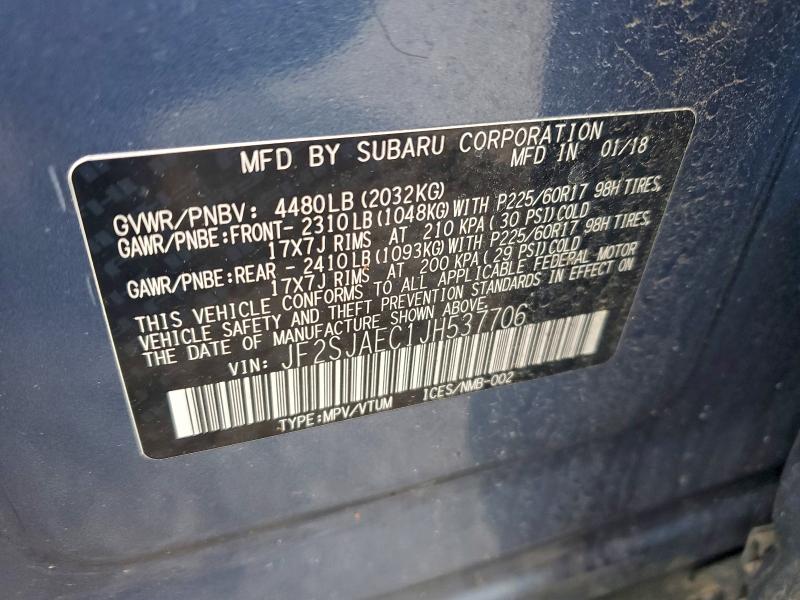 MFD BY SUBARU CORPORATION
MFD IN 01/18
GVWR/PNBV: 4480LB (2032KG)
GAWR/PNBE:FRONT- 2310LB (1048KG) WITH P225/60R17 98H TIRES,
17X7J RIMS AT 210 KPA (30 PSI) COLD
GAWR/PNBE:REAR - 2410LB (1093KG) WITH P225/60R17 98H TIRES,
17X7J RIMS AT 200 KPA (29 PSI) COLD
THIS VEHICLE CONFORMS TO ALL APPLICABLE FEDERAL MOTOR
VEHICLE SAFETY AND THEFT PREVENTION STANDARDS IN EFFECT ON
THE DATE OF MANUFACTURE SHOWN ABOVE.
VIN: JF2SJAEC1JH537706
TYPE:MPV/VTUM ICES/NMB-002